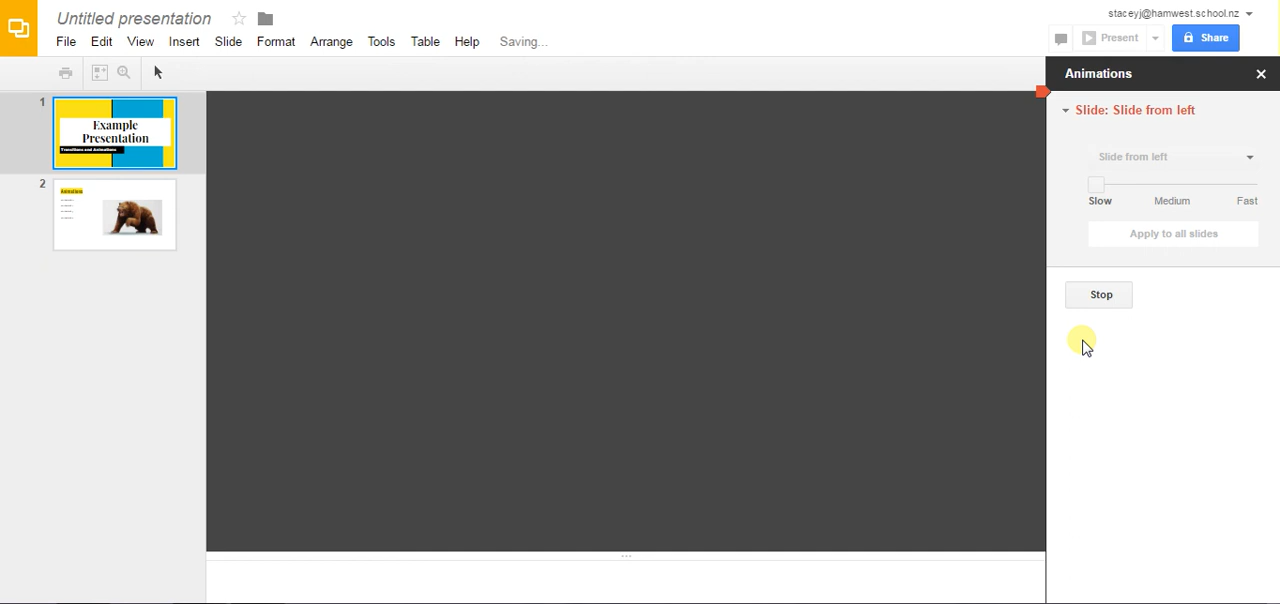 Untitled presentation
staceyj@hamwest.school.nz
File Edit View Insert Slide Format Arrange Tools Table Help Saving...
Present
Share
Animations
1
Example
Presentation
Transitions and Animations
2
Animations
Slide: Slide from left
Slide from left
Slow Medium Fast
Apply to all slides
Stop